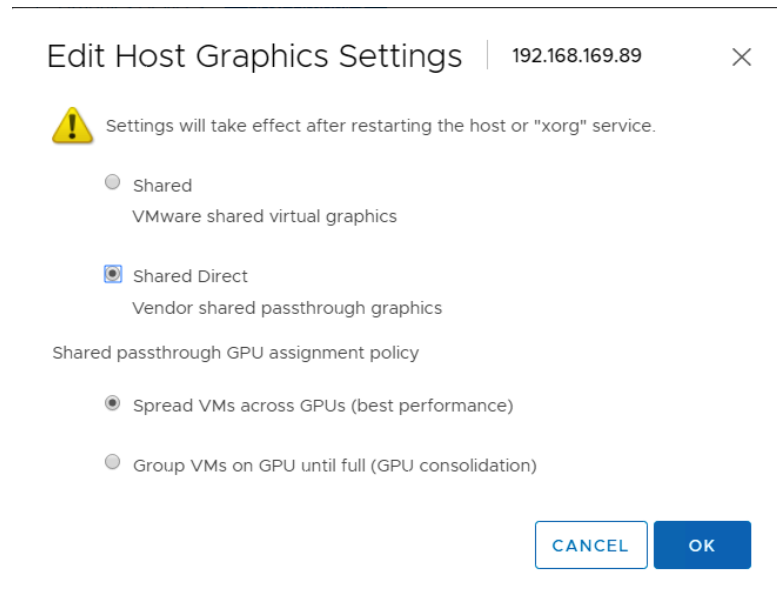 Edit Host Graphics Settings 192.168.169.89
Settings will take effect after restarting the host or "xorg" service.
Shared
VMware shared virtual graphics
Shared Direct
Vendor shared passthrough graphics
Shared passthrough GPU assignment policy
Spread VMs across GPUs (best performance)
Group VMs on GPU until full (GPU consolidation)
CANCEL OK